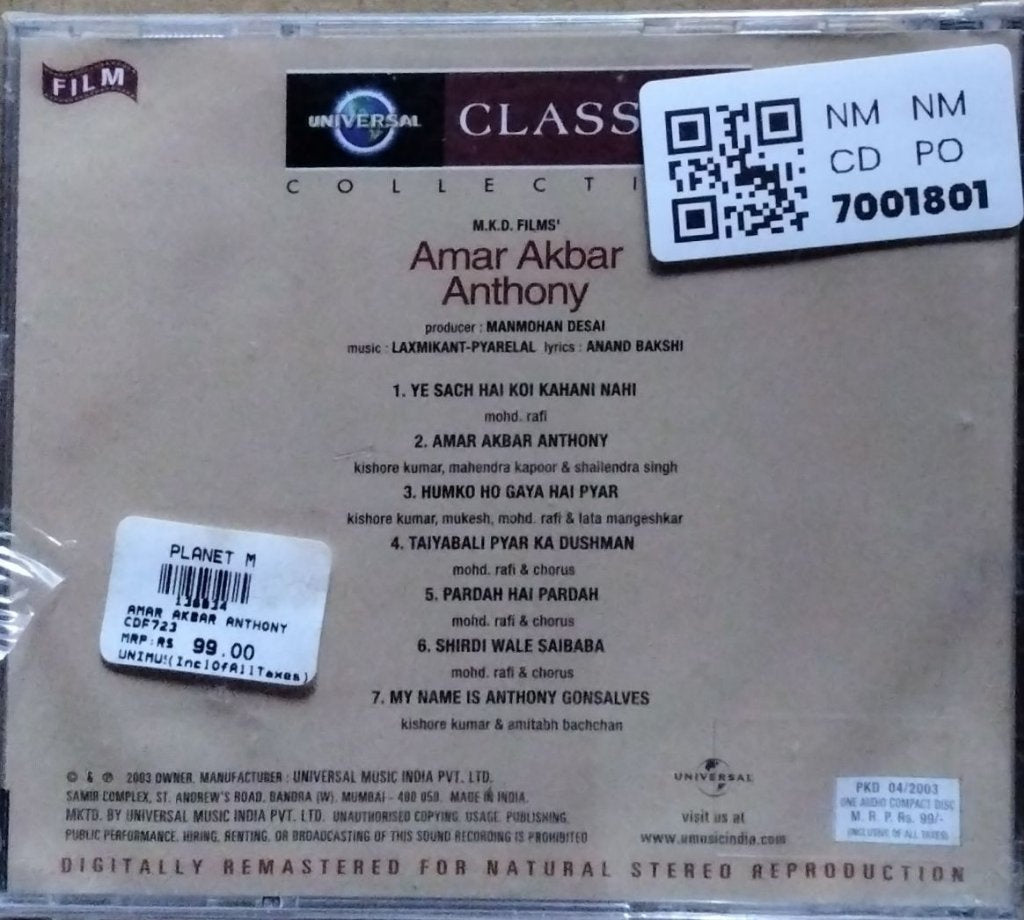 FILM
UNIVERSAL
CLASS
COLLECTI
NM NM
CD PO
7001801
M.K.D. FILMS'
Amar Akbar
Anthony
producer : MANMOHAN DESAI
music : LAXMIKANT-PYARELAL lyrics : ANAND BAKSHI
1. YE SACH HAI KOI KAHANI NAHI
mohd. rafi
2. AMAR AKBAR ANTHONY
kishore kumar, mahendra kapoor & shailendra singh
3. HUMKO HO GAYA HAI PYAR
kishore kumar, mukesh, mohd. rafi & lata mangeshkar
4. TAIYABALI PYAR KA DUSHMAN
mohd. rafi & chorus
5. PARDAH HAI PARDAH
mohd. rafi & chorus
6. SHIRDI WALE SAIBABA
mohd. rafi & chorus
7. MY NAME IS ANTHONY GONSALVES
kishore kumar & amitabh bachchan
PLANET M
AMAR AKBAR ANTHONY
CDF723
MRP:RS 99.00
(InclOfAllTaxes)
© & ℗ 2003 OWNER. MANUFACTURER : UNIVERSAL MUSIC INDIA PVT. LTD.
SAMIR COMPLEX, ST. ANDREW'S ROAD, BANDRA (W), MUMBAI - 400 050. MADE IN INDIA.
MKTD. BY UNIVERSAL MUSIC INDIA PVT. LTD. UNAUTHORISED COPYING, USAGE, PUBLISHING,
PUBLIC PERFORMANCE, HIRING, RENTING, OR BROADCASTING OF THIS SOUND RECORDING IS PROHIBITED
UNIVERSAL
visit us at
www.umusicindia.com
PKD 04/2003
ONE AUDIO COMPACT DISC
M. R. P. Rs. 99/-
(INCLUSIVE OF ALL TAXES)
DIGITALLY REMASTERED FOR NATURAL STEREO REPRODUCTION